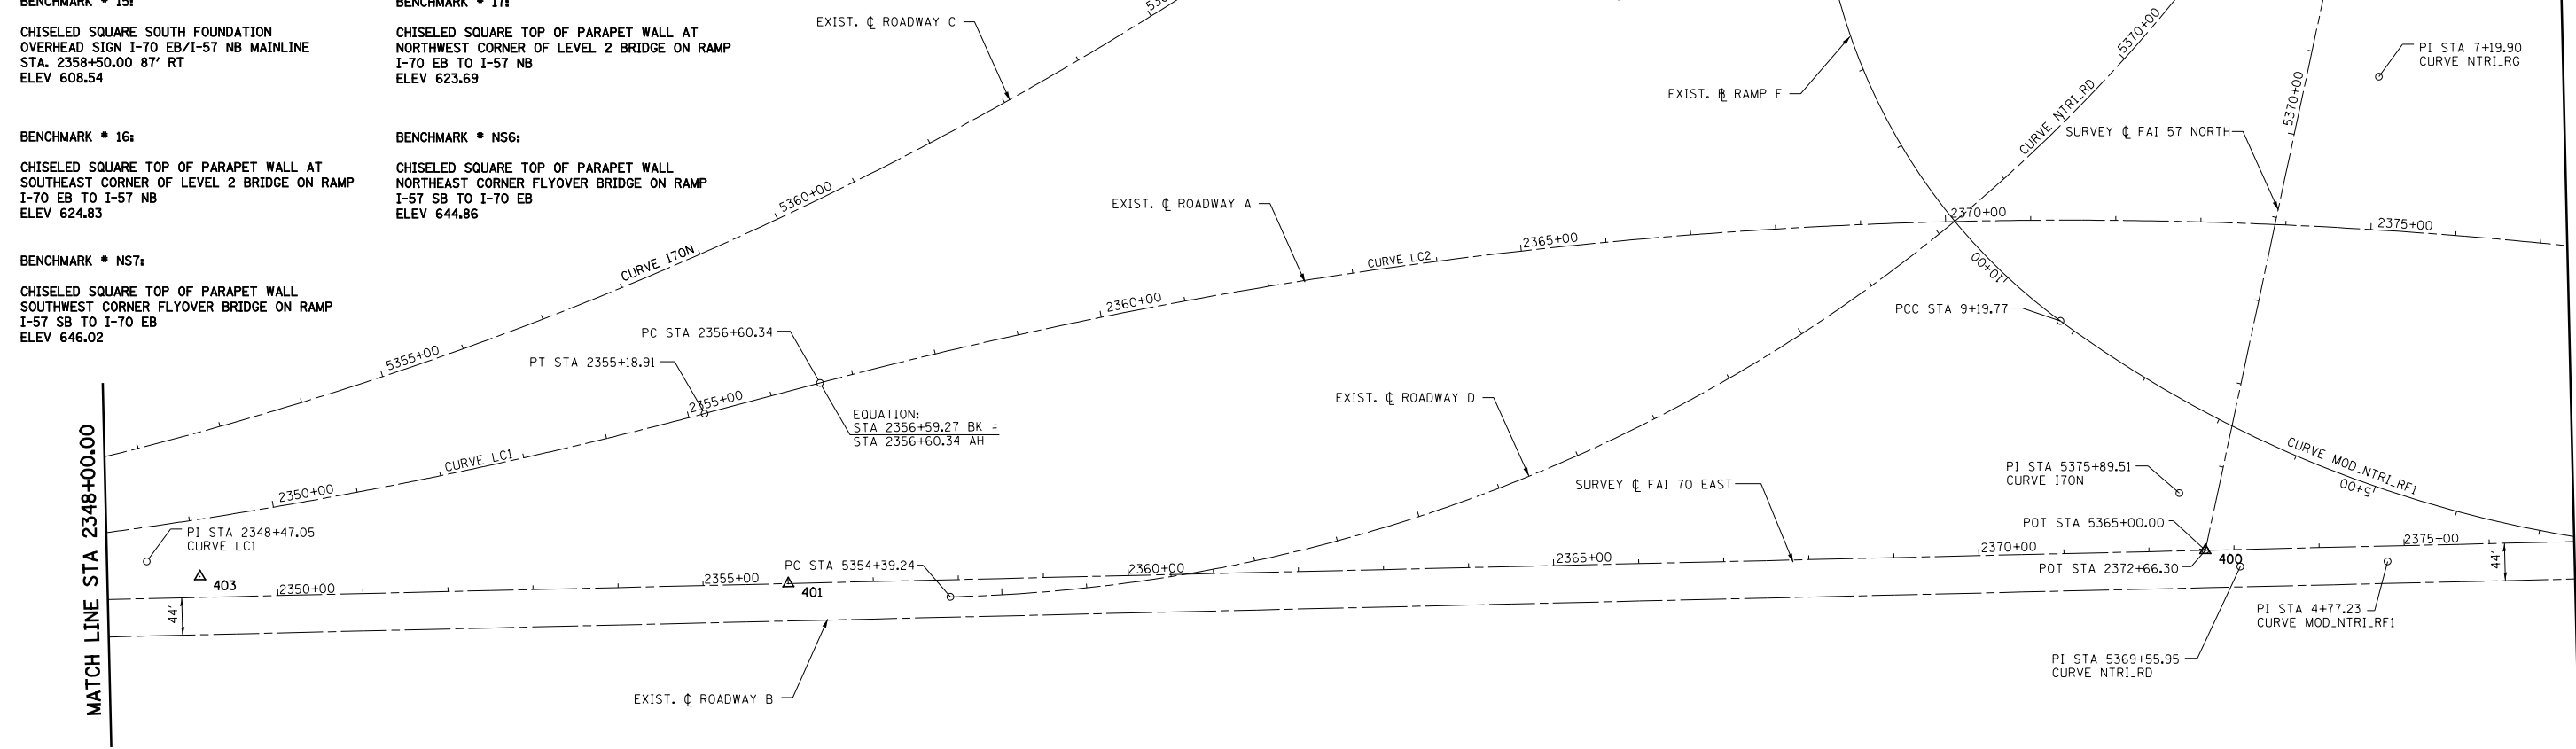 BENCHMARK * 15:
CHISELED SQUARE SOUTH FOUNDATION
OVERHEAD SIGN I-70 EB/I-57 NB MAINLINE
STA. 2358+50.00 87' RT
ELEV 608.54
BENCHMARK * 17:
CHISELED SQUARE TOP OF PARAPET WALL AT
NORTHWEST CORNER OF LEVEL 2 BRIDGE ON RAMP
I-70 EB TO I-57 NB
ELEV 623.69
BENCHMARK * 16:
CHISELED SQUARE TOP OF PARAPET WALL AT
SOUTHEAST CORNER OF LEVEL 2 BRIDGE ON RAMP
I-70 EB TO I-57 NB
ELEV 624.83
BENCHMARK * NS6:
CHISELED SQUARE TOP OF PARAPET WALL
NORTHEAST CORNER FLYOVER BRIDGE ON RAMP
I-57 SB TO I-70 EB
ELEV 644.86
BENCHMARK * NS7:
CHISELED SQUARE TOP OF PARAPET WALL
SOUTHWEST CORNER FLYOVER BRIDGE ON RAMP
I-57 SB TO I-70 EB
ELEV 646.02
EXIST. ℄ ROADWAY C
5360+00
CURVE I70N
5355+00
EXIST. ℄ ROADWAY A
PC STA 2356+60.34
PT STA 2355+18.91
2355+00
EQUATION:
STA 2356+59.27 BK =
STA 2356+60.34 AH
CURVE LC1
2350+00
2360+00
CURVE LC2
2365+00
2370+00
2375+00
EXIST. ⅊ RAMP F
5370+00
CURVE NTRI_RD
SURVEY ℄ FAI 57 NORTH
5370+00
PI STA 7+19.90
CURVE NTRI_RG
10+00
PCC STA 9+19.77
EXIST. ℄ ROADWAY D
SURVEY ℄ FAI 70 EAST
PI STA 5375+89.51
CURVE I70N
CURVE MOD_NTRI_RF1
5+00
POT STA 5365+00.00
POT STA 2372+66.30
400
MATCH LINE STA 2348+00.00
PI STA 2348+47.05
CURVE LC1
403
2350+00
44'
2355+00
401
PC STA 5354+39.24
2360+00
2365+00
2370+00
2375+00
44'
PI STA 4+77.23
CURVE MOD_NTRI_RF1
PI STA 5369+55.95
CURVE NTRI_RD
EXIST. ℄ ROADWAY B